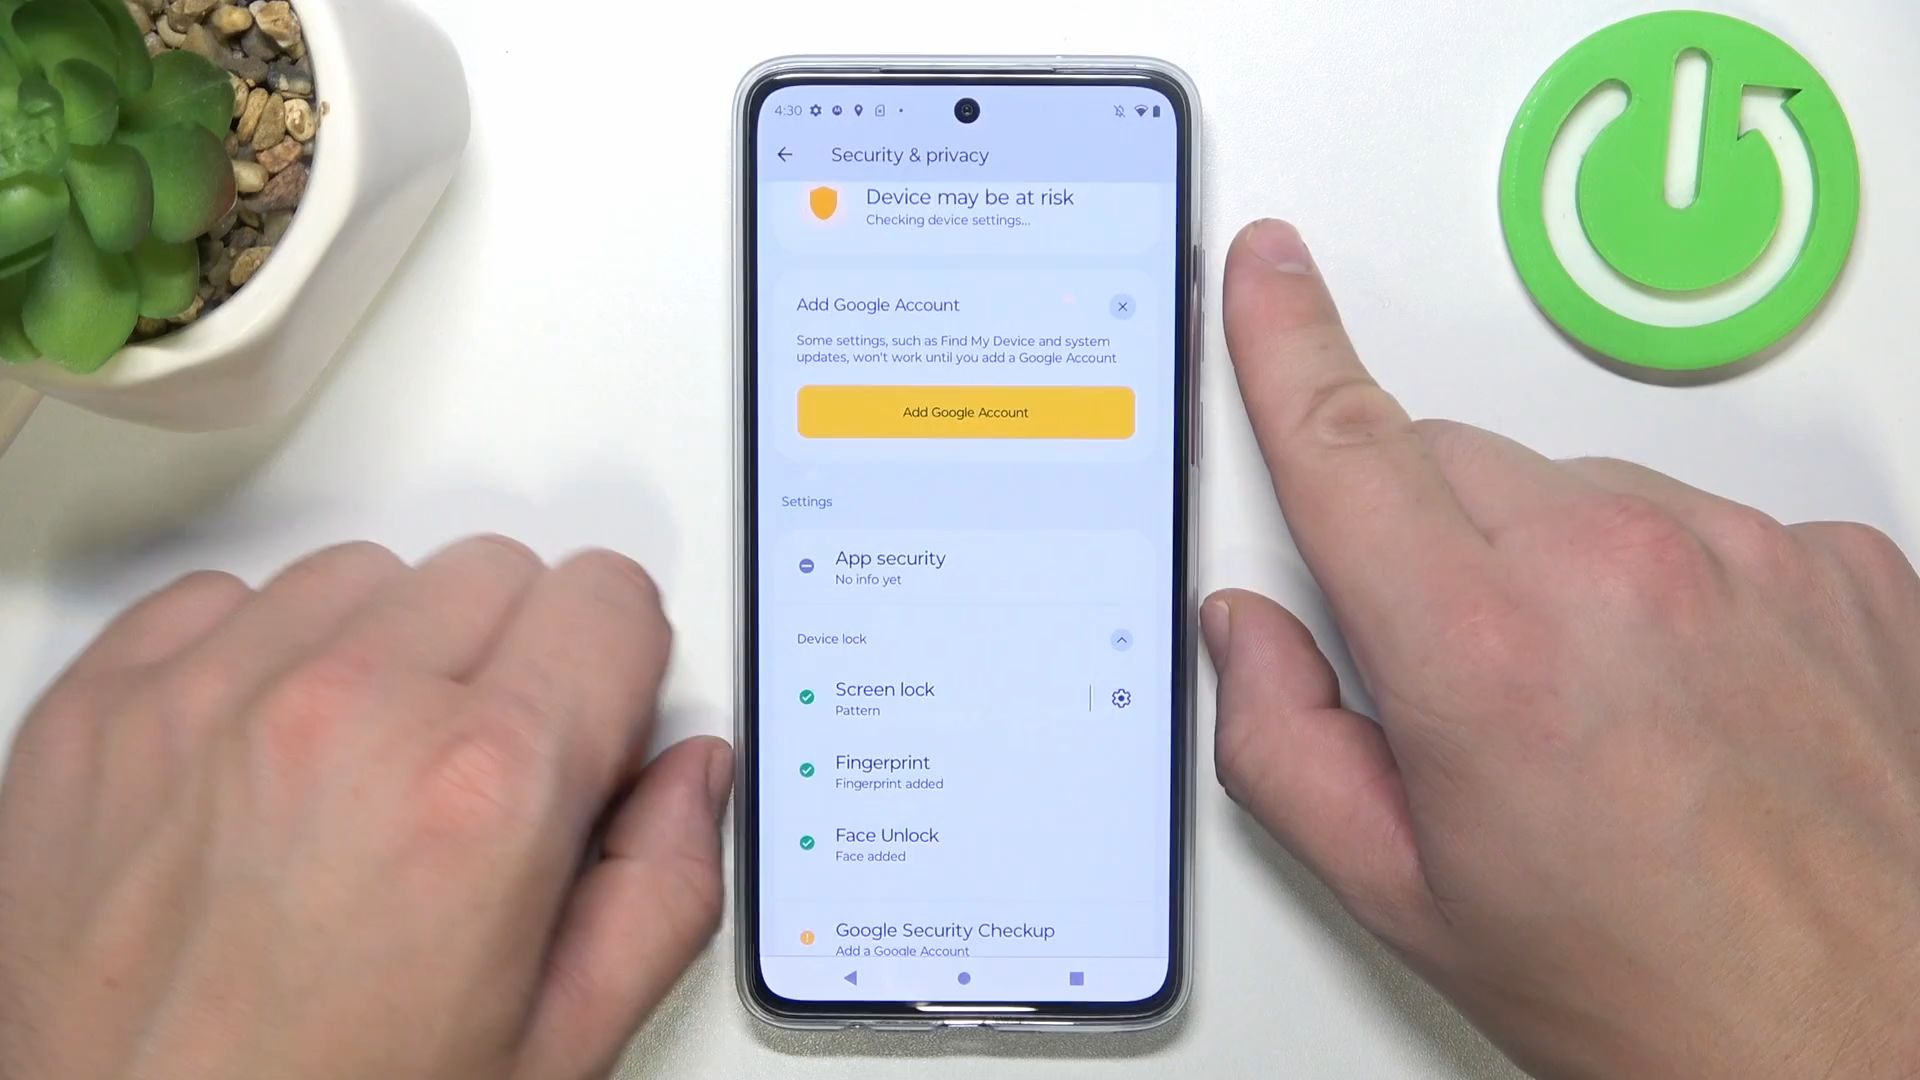 4:30
Security & privacy
Device may be at risk
Checking device settings...
Add Google Account
Some settings, such as Find My Device and system
updates, won't work until you add a Google Account
Add Google Account
Settings
App security
No info yet
Device lock
Screen lock
Pattern
Fingerprint
Fingerprint added
Face Unlock
Face added
Google Security Checkup
Add a Google Account